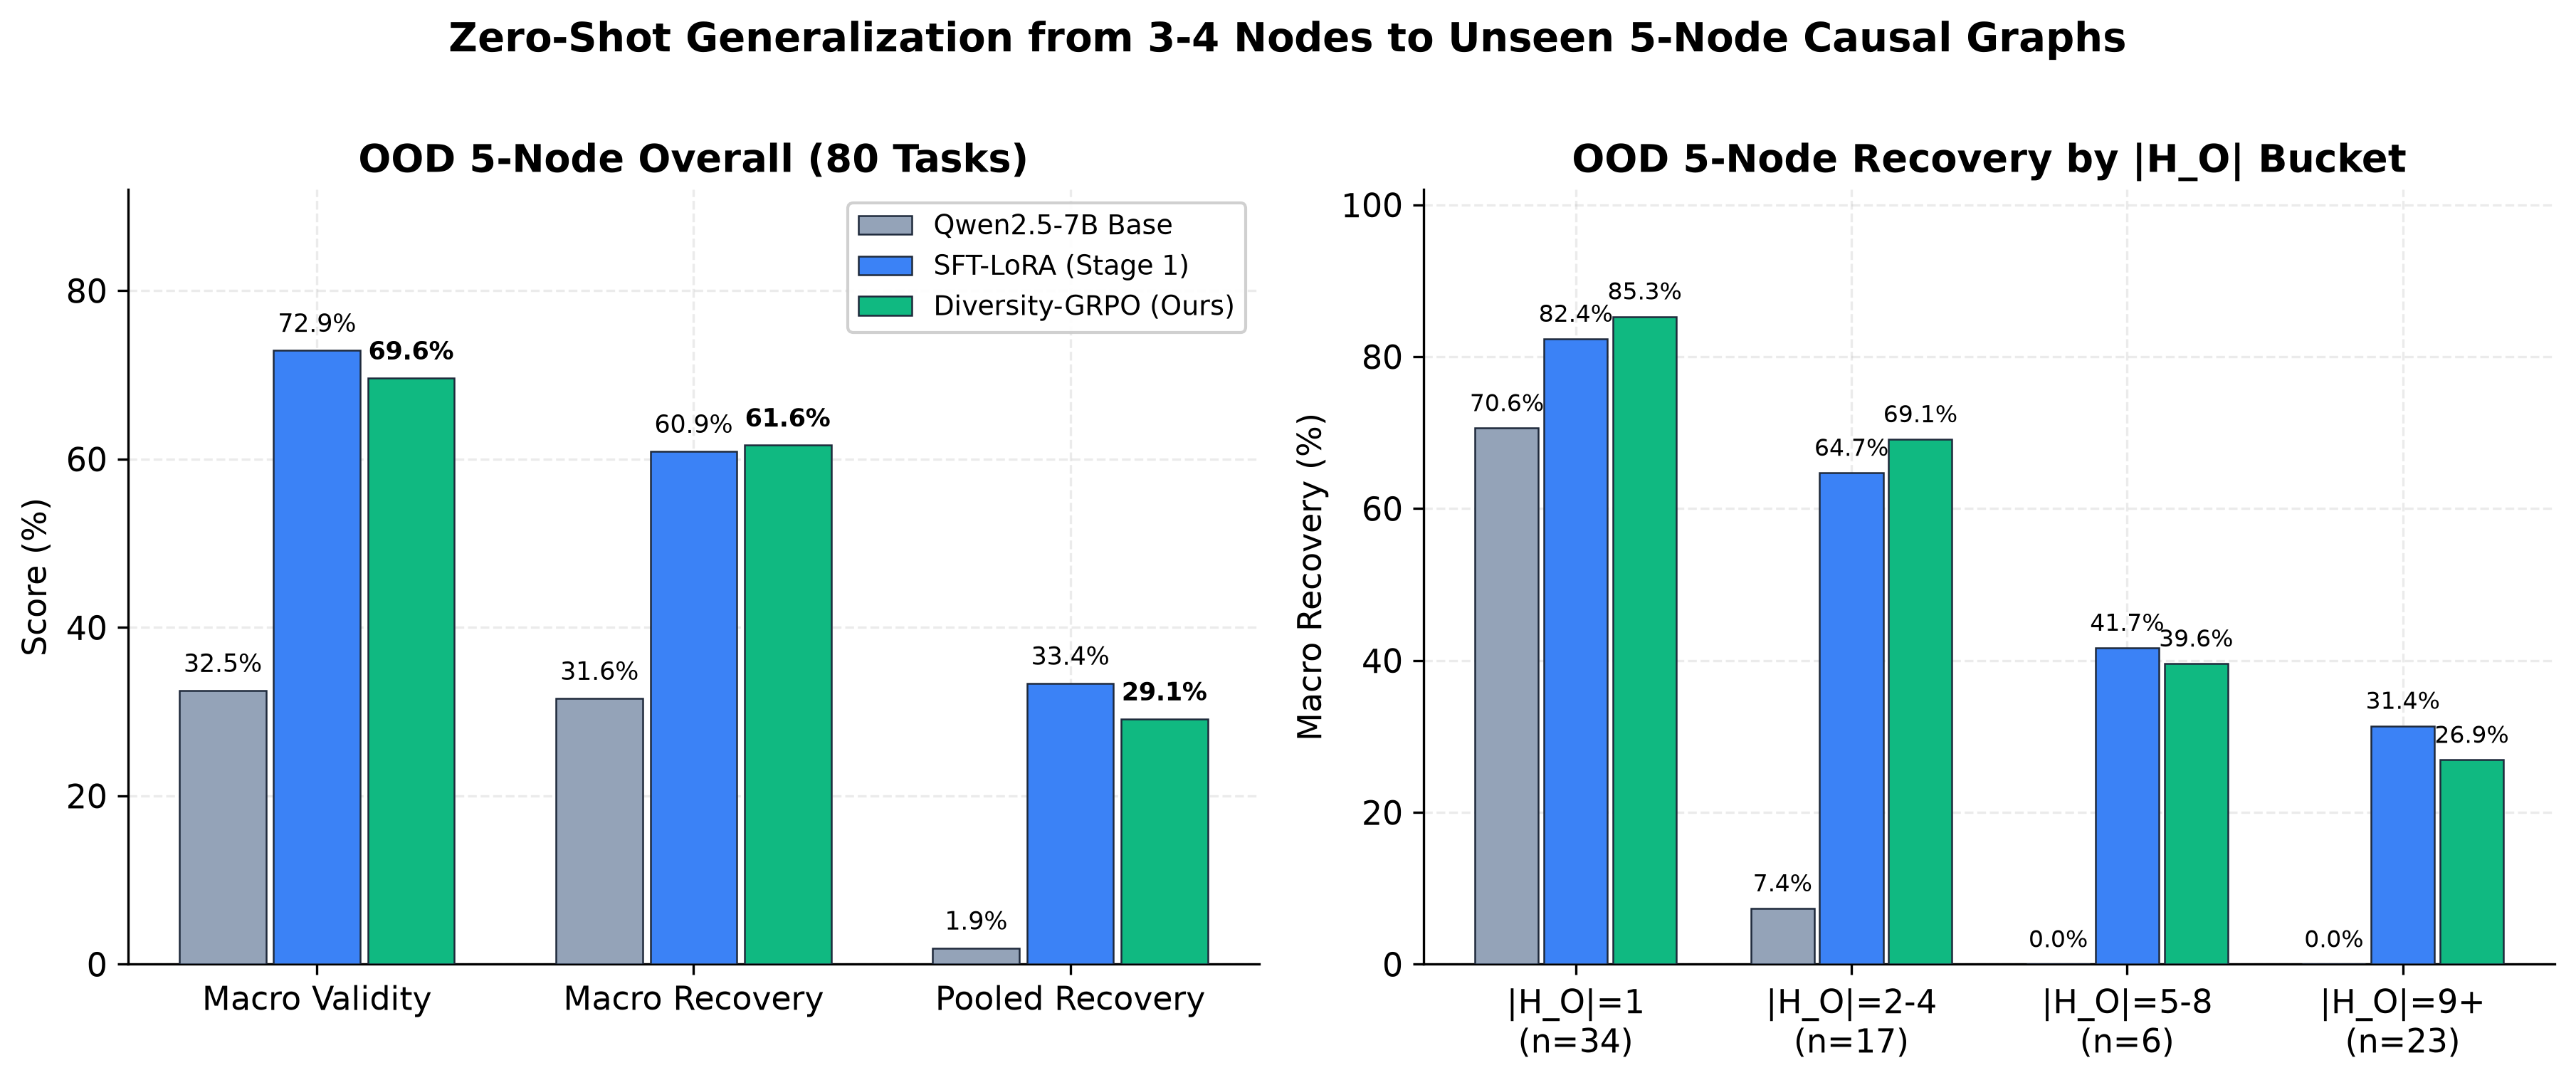 Zero-Shot Generalization from 3-4 Nodes to Unseen 5-Node Causal Graphs
OOD 5-Node Overall (80 Tasks)
Score (%)
80
60
40
20
0
Qwen2.5-7B Base
SFT-LoRA (Stage 1)
Diversity-GRPO (Ours)
32.5%
72.9%
69.6%
31.6%
60.9%
61.6%
1.9%
33.4%
29.1%
Macro Validity
Macro Recovery
Pooled Recovery
OOD 5-Node Recovery by |H_O| Bucket
Macro Recovery (%)
100
80
60
40
20
0
70.6%
82.4%
85.3%
7.4%
64.7%
69.1%
0.0%
41.7%
39.6%
0.0%
31.4%
26.9%
|H_O|=1
(n=34)
|H_O|=2-4
(n=17)
|H_O|=5-8
(n=6)
|H_O|=9+
(n=23)